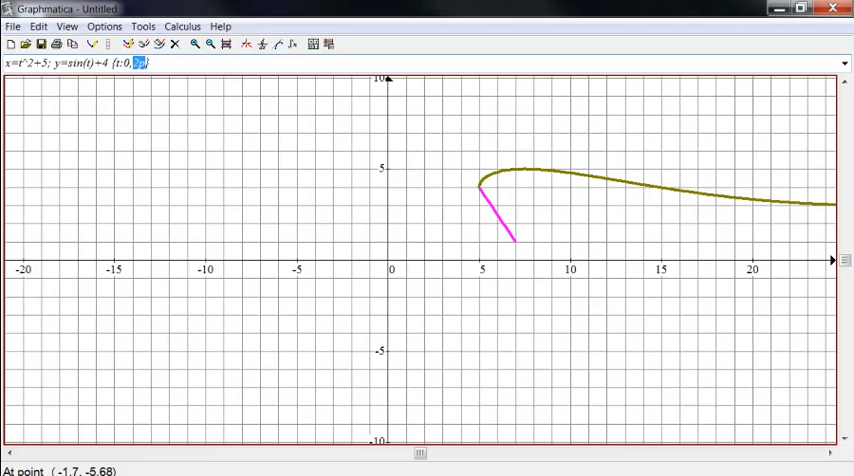 Graphmatica - Untitled
File Edit View Options Tools Calculus Help
x=t^2+5; y=sin(t)+4 {t:0,2p}
10
5
-20 -15 -10 -5 0 5 10 15 20
-5
-10
At point ( -1.7, -5.68)